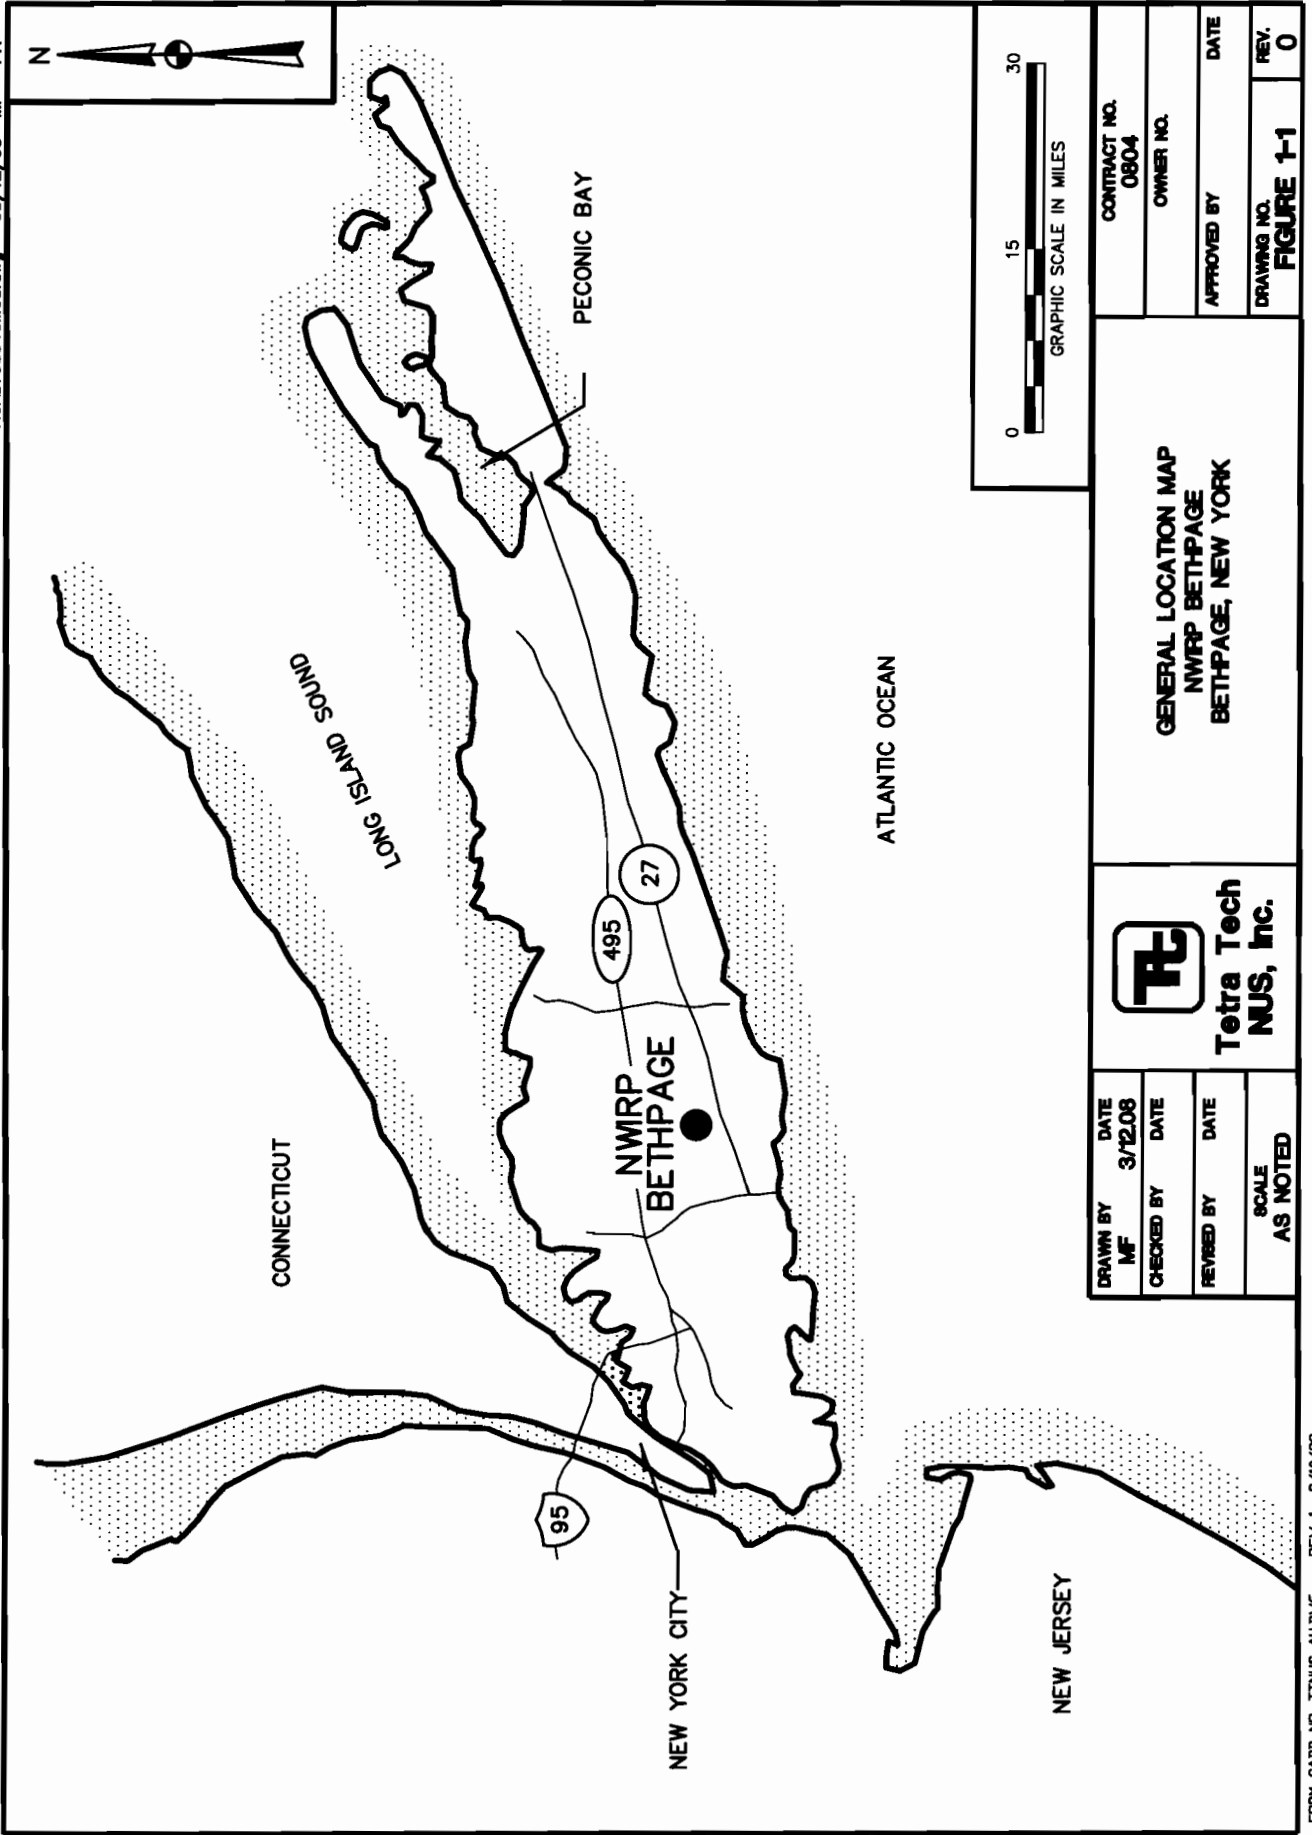 N
CONNECTICUT
LONG ISLAND SOUND
95
PECONIC BAY
495
27
NWIRP
BETHPAGE
NEW YORK CITY
ATLANTIC OCEAN
NEW JERSEY
0 15 30
GRAPHIC SCALE IN MILES
DRAWN BY DATE
MF 3/12.08
CHECKED BY DATE
REVISED BY DATE
SCALE
AS NOTED
Tt
Tetra Tech
NUS, Inc.
GENERAL LOCATION MAP
NWIRP BETHPAGE
BETHPAGE, NEW YORK
CONTRACT NO.
0804
OWNER NO.
APPROVED BY DATE
DRAWING NO.
FIGURE 1-1
REV.
0